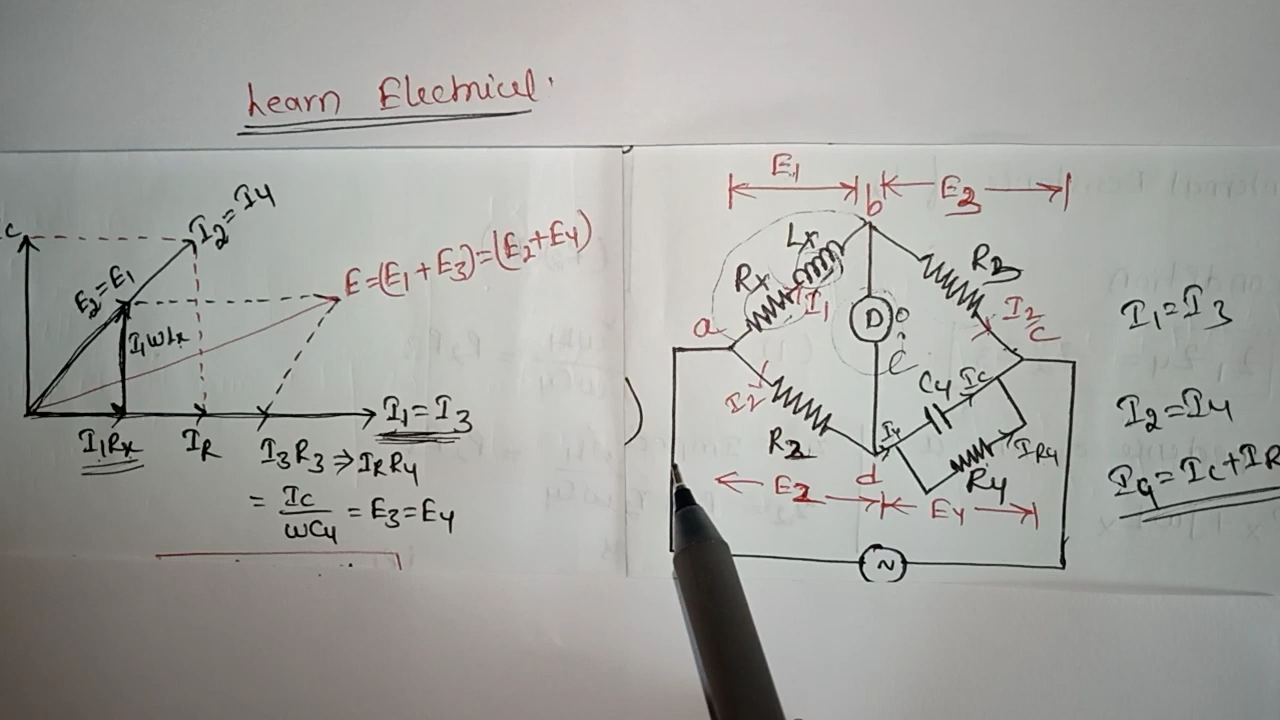 Learn Electrical.
c
I2=I4
E2=E1
I1ωLx
E=(E1+E3)=(E2+E4)
I1=I3
I1Rx
IR
I3R3⇒IRR4
= Ic/ωC4 = E3=E4
E1
E3
b
Lx
Rx
I1
R3
I2
a
D
c
I2
R2
C4
Ic
I4
IR4
R4
d
E2
E4
~
I1=I3
I2=I4
I4=Ic+IR